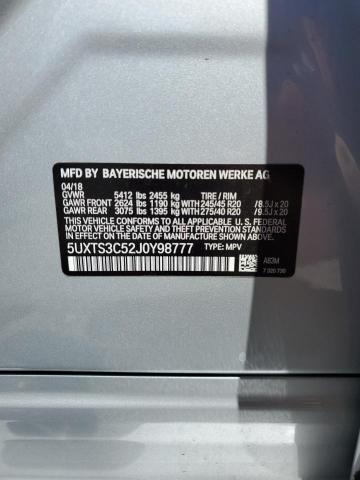 MFD BY BAYERISCHE MOTOREN WERKE AG
04/18
GVWR 5412 lbs 2455 kg TIRE / RIM
GAWR FRONT 2624 lbs 1190 kg WITH 245/45 R20 /8.5J x 20
GAWR REAR 3075 lbs 1395 kg WITH 275/40 R20 /9.5J x 20
THIS VEHICLE CONFORMS TO ALL APPLICABLE
FEDERAL MOTOR VEHICLE SAFETY, BUMPER,
AND THEFT PREVENTION STANDARDS IN EFFECT
ON THE DATE OF MANUFACTURE SHOWN ABOVE.
5UXTS3C52J0Y98777 TYPE: MPV
A83M